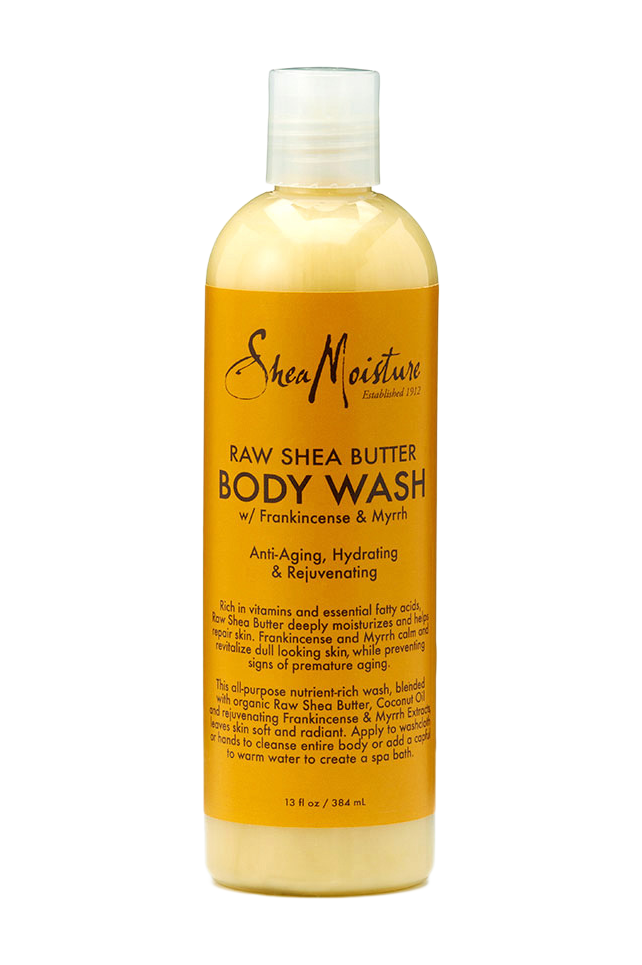 SheaMoisture
Established 1912
RAW SHEA BUTTER
BODY WASH
w/ Frankincense & Myrrh
Anti-Aging, Hydrating
& Rejuvenating
Rich in vitamins and essential fatty acids,
Raw Shea Butter deeply moisturizes and helps
repair skin. Frankincense and Myrrh calm and
revitalize dull looking skin, while preventing
signs of premature aging.
This all-purpose nutrient-rich wash, blended
with organic Raw Shea Butter, Coconut Oil
and rejuvenating Frankincense & Myrrh Extracts,
leaves skin soft and radiant. Apply to washcloth
or hands to cleanse entire body or add a capful
to warm water to create a spa bath.
13 fl oz / 384 mL